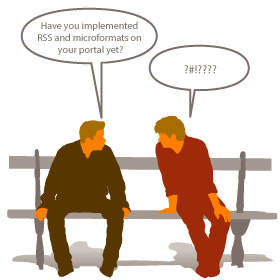 Have you implemented
RSS and microformats on
your portal yet?
?#!????